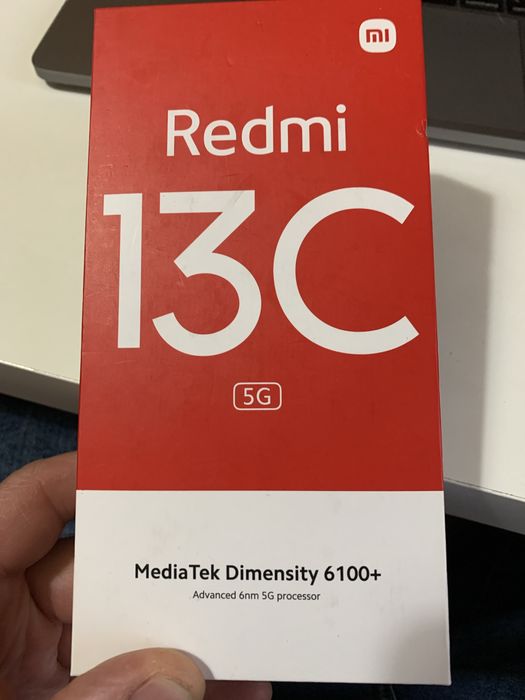 mi
Redmi
13C
5G
MediaTek Dimensity 6100+
Advanced 6nm 5G processor